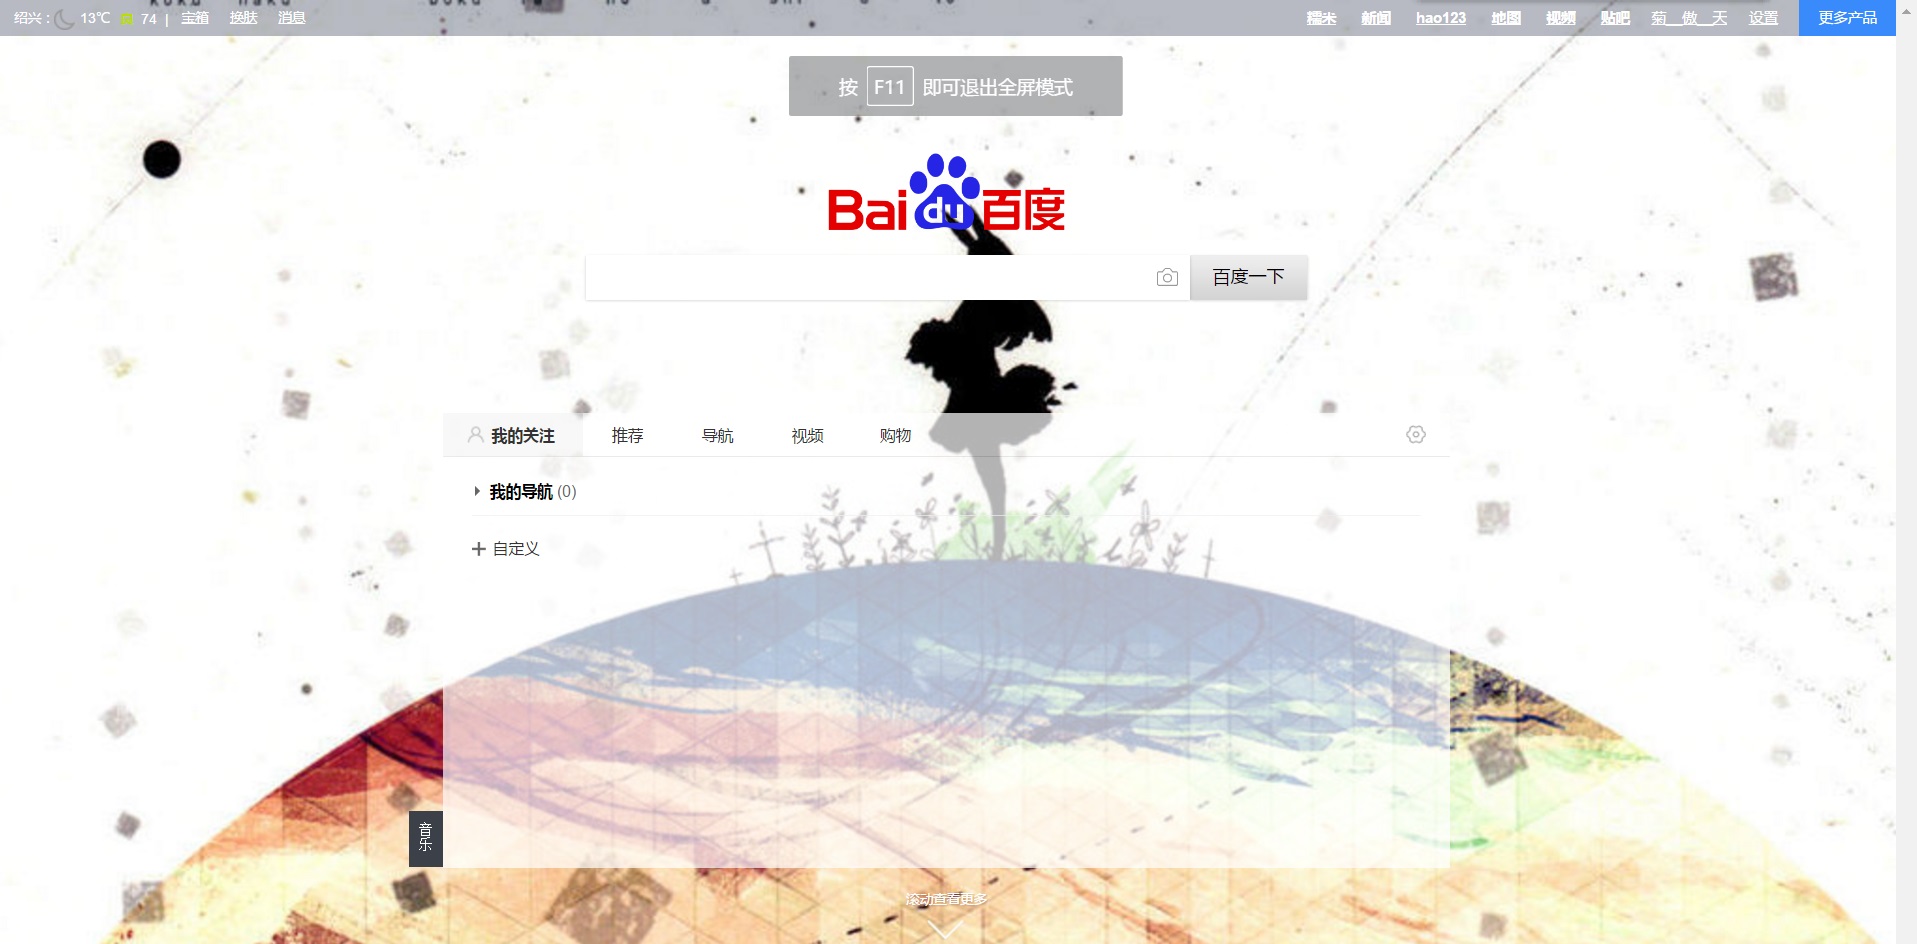 绍兴 : 13℃ 良 74 | 宝箱 换肤 消息
糯米 新闻 hao123 地图 视频 贴吧 菊__傲__天 设置 更多产品
按 F11 即可退出全屏模式
Bai du 百度
百度一下
我的关注 推荐 导航 视频 购物
我的导航 (0)
自定义
音乐
滚动查看更多